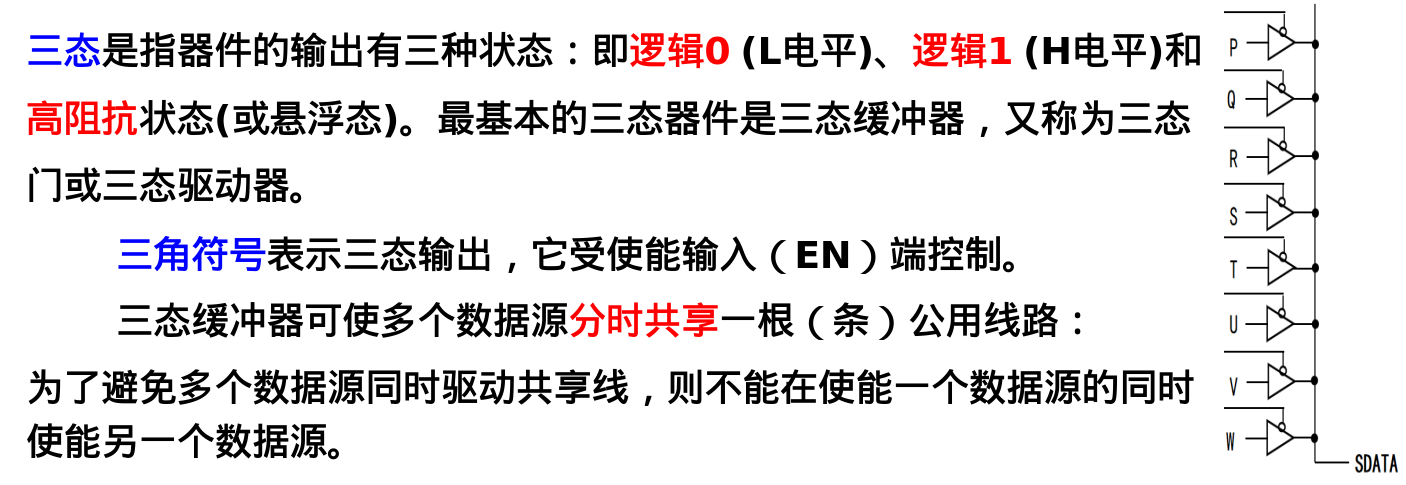 三态是指器件的输出有三种状态：即逻辑0 (L电平)、逻辑1 (H电平)和
高阻抗状态(或悬浮态)。最基本的三态器件是三态缓冲器，又称为三态
门或三态驱动器。
三角符号表示三态输出，它受使能输入（EN）端控制。
三态缓冲器可使多个数据源分时共享一根（条）公用线路：
为了避免多个数据源同时驱动共享线，则不能在使能一个数据源的同时
使能另一个数据源。
P
Q
R
S
T
U
V
W
SDATA